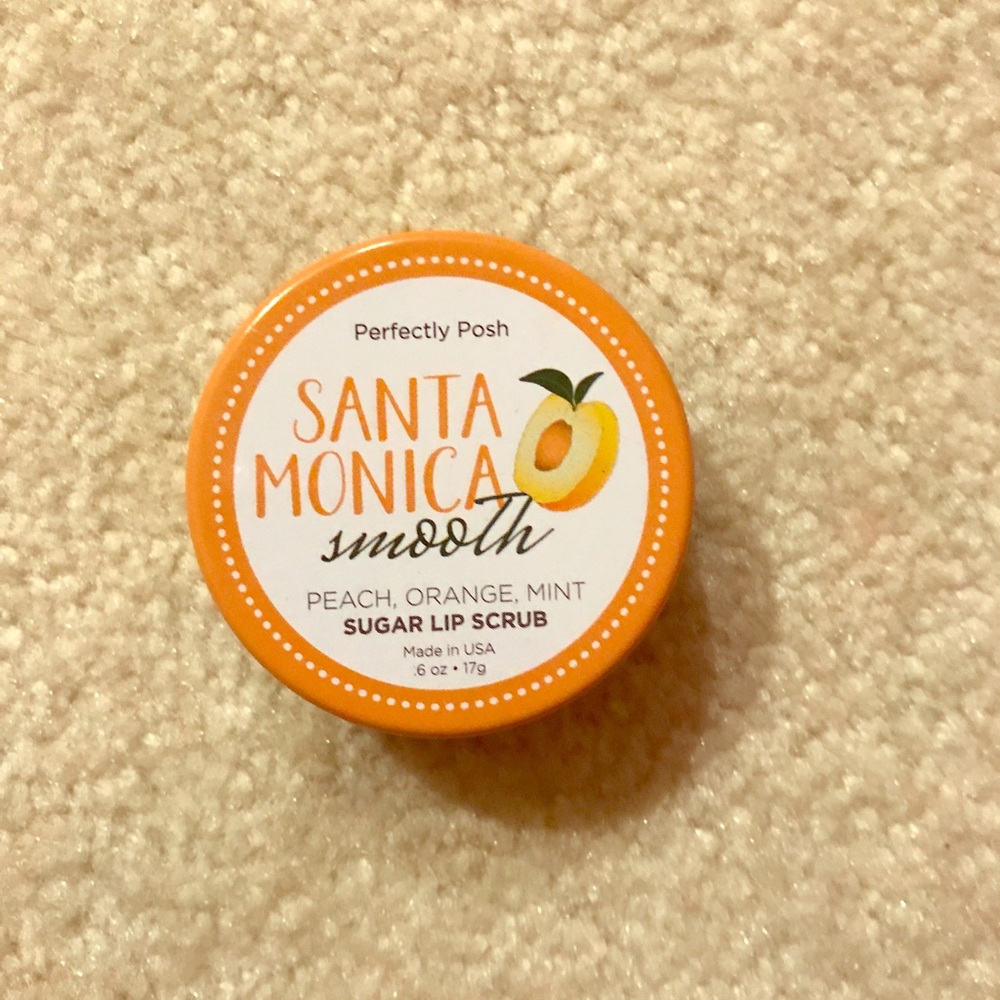 Perfectly Posh
SANTA
MONICA
smooth
PEACH, ORANGE, MINT
SUGAR LIP SCRUB
Made in USA
.6 oz • 17g